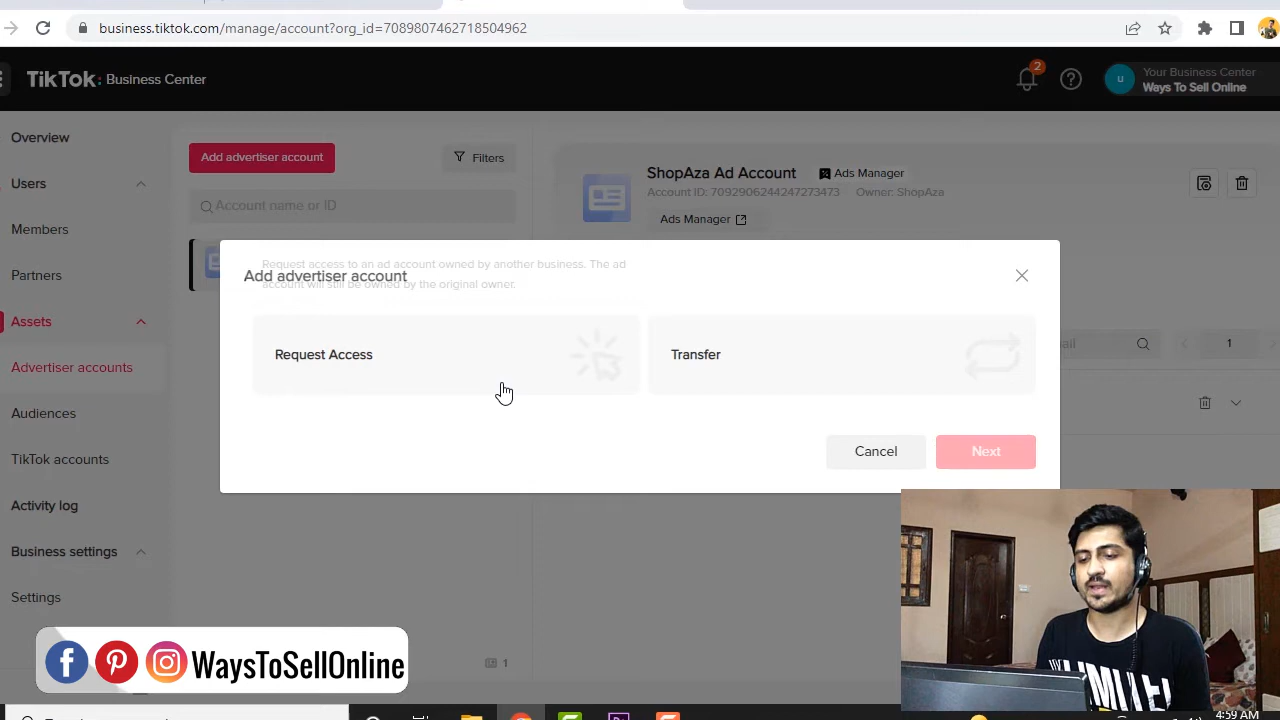 business.tiktok.com/manage/account?org_id=7089807462718504962
TikTok: Business Center
2
u
Your Business Center
Ways To Sell Online
Overview
Users
Members
Partners
Assets
Advertiser accounts
Audiences
TikTok accounts
Activity log
Business settings
Settings
Add advertiser account
Filters
Account name or ID
ShopAza Ad Account
Ads Manager
Account ID: 7092906244247273473
Owner: ShopAza
Ads Manager
Request access to an ad account owned by another business. The ad
account will still be owned by the original owner.
Add advertiser account
Request Access
Transfer
1
Cancel
Next
1
WaysToSellOnline
4:59 AM